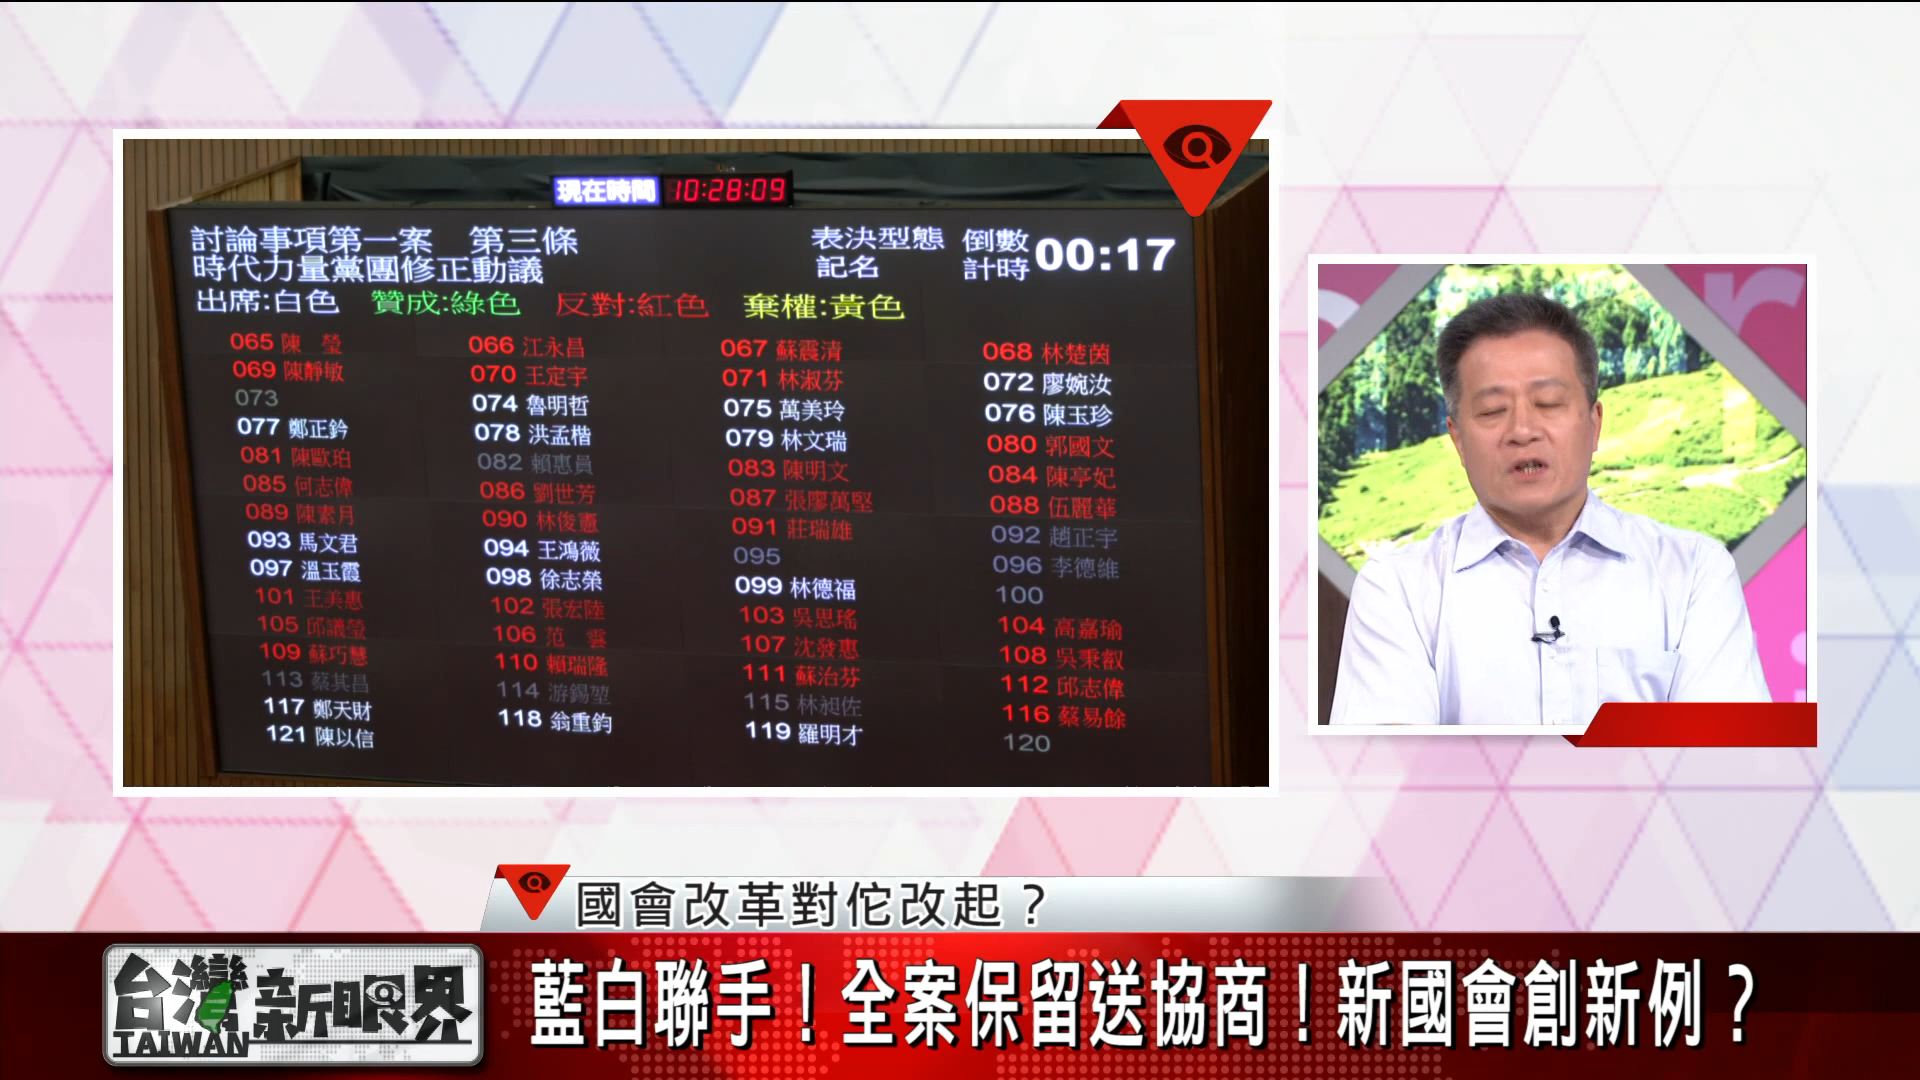 現在時間 10:28:09
討論事項第一案 第三條
時代力量黨團修正動議
表決型態
記名
倒數
計時
00:17
出席:白色 贊成:綠色 反對:紅色 棄權:黃色
065 陳 瑩 066 江永昌 067 蘇震清 068 林楚茵
069 陳靜敏 070 王定宇 071 林淑芬 072 廖婉汝
073 074 魯明哲 075 萬美玲 076 陳玉珍
077 鄭正鈐 078 洪孟楷 079 林文瑞 080 郭國文
081 陳歐珀 082 賴惠員 083 陳明文 084 陳亭妃
085 何志偉 086 劉世芳 087 張廖萬堅 088 伍麗華
089 陳素月 090 林俊憲 091 莊瑞雄 092 趙正宇
093 馬文君 094 王鴻薇 095 096 李德維
097 溫玉霞 098 徐志榮 099 林德福 100
101 王美惠 102 張宏陸 103 吳思瑤 104 高嘉瑜
105 邱議瑩 106 范 雲 107 沈發惠 108 吳秉叡
109 蘇巧慧 110 賴瑞隆 111 蘇治芬 112 邱志偉
113 蔡其昌 114 游錫堃 115 林昶佐 116 蔡易餘
117 鄭天財 118 翁重鈞 119 羅明才 120
121 陳以信
國會改革對佗改起？
台灣新眼界
TAIWAN
藍白聯手！全案保留送協商！新國會創新例？